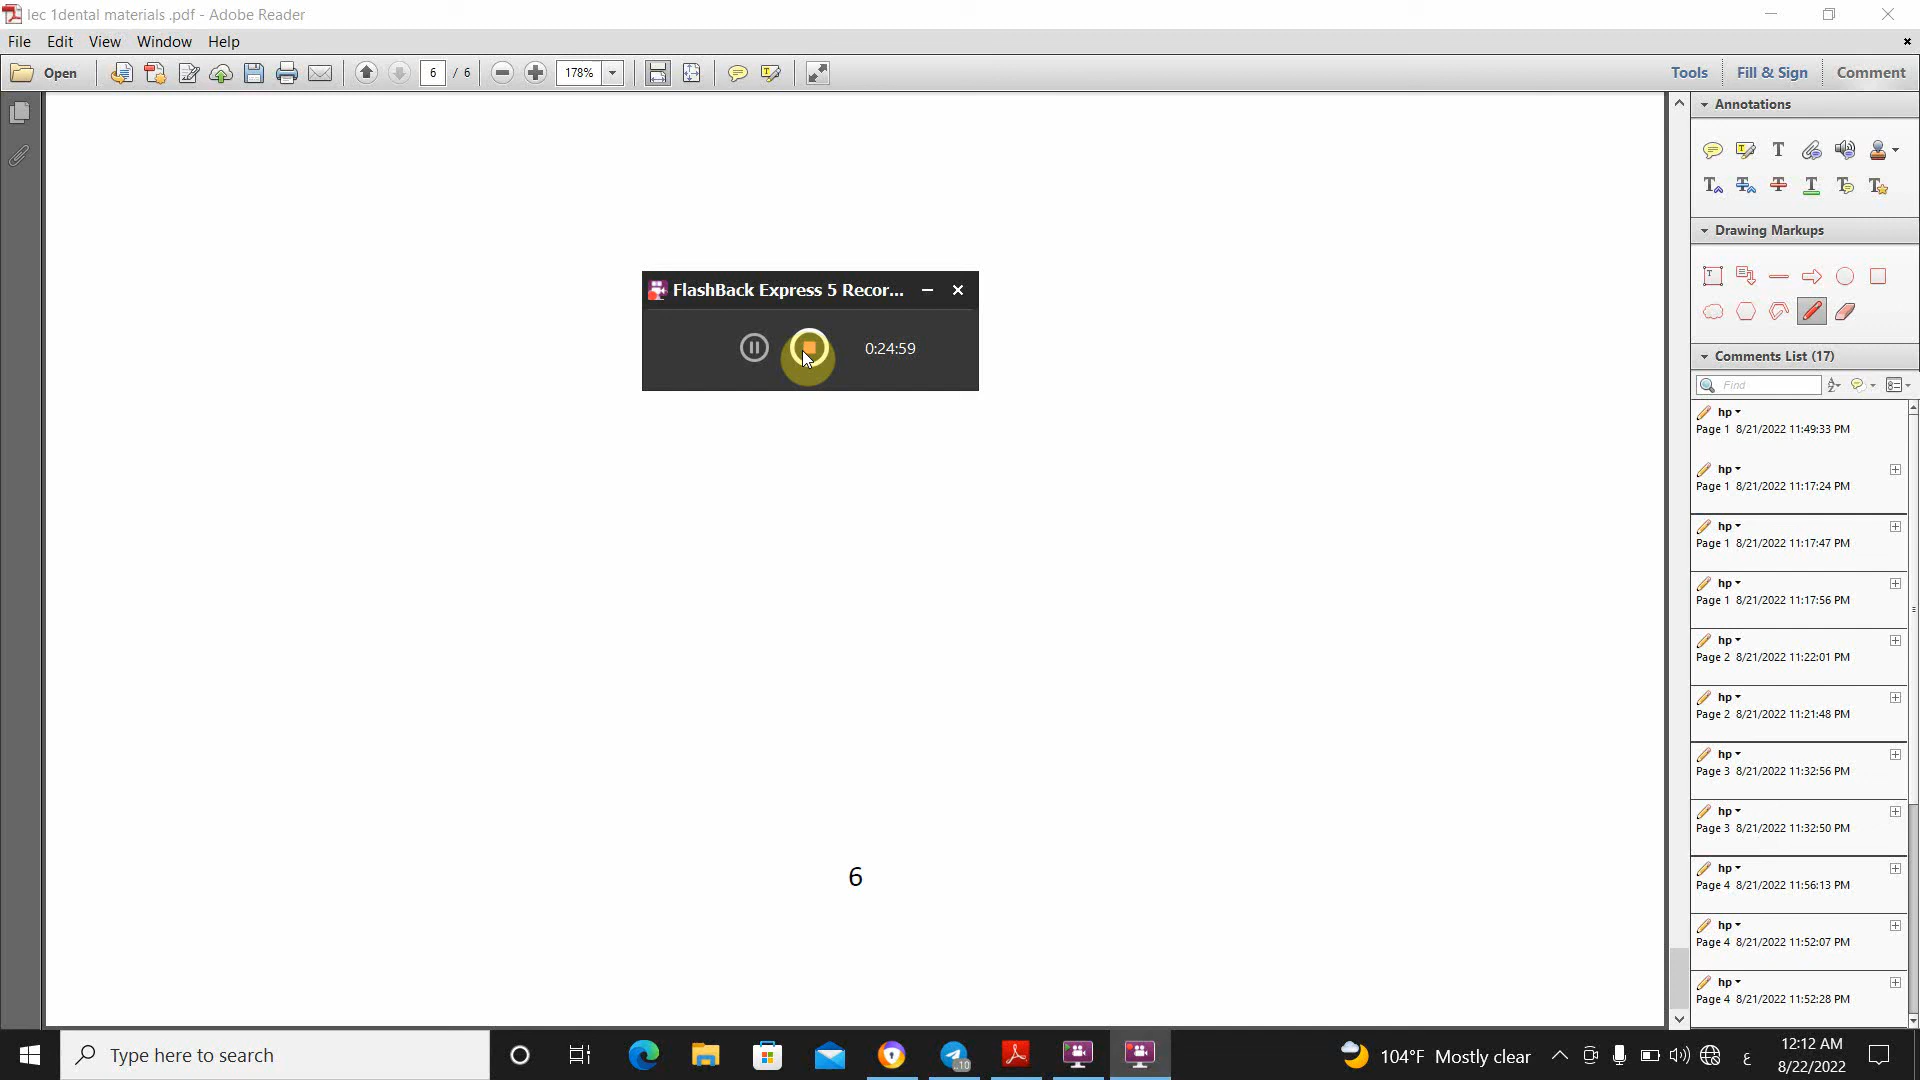 lec 1dental materials .pdf - Adobe Reader
File Edit View Window Help
Open 6 / 6 178% Tools Fill & Sign Comment
Annotations
Drawing Markups
Comments List (17)
Find
hp
Page 1 8/21/2022 11:49:33 PM
hp
Page 1 8/21/2022 11:17:24 PM
hp
Page 1 8/21/2022 11:17:47 PM
hp
Page 1 8/21/2022 11:17:56 PM
hp
Page 2 8/21/2022 11:22:01 PM
hp
Page 2 8/21/2022 11:21:48 PM
hp
Page 3 8/21/2022 11:32:56 PM
hp
Page 3 8/21/2022 11:32:50 PM
hp
Page 4 8/21/2022 11:56:13 PM
hp
Page 4 8/21/2022 11:52:07 PM
hp
Page 4 8/21/2022 11:52:28 PM
FlashBack Express 5 Recor...
0:24:59
6
Type here to search
10
104°F Mostly clear
ع
12:12 AM
8/22/2022